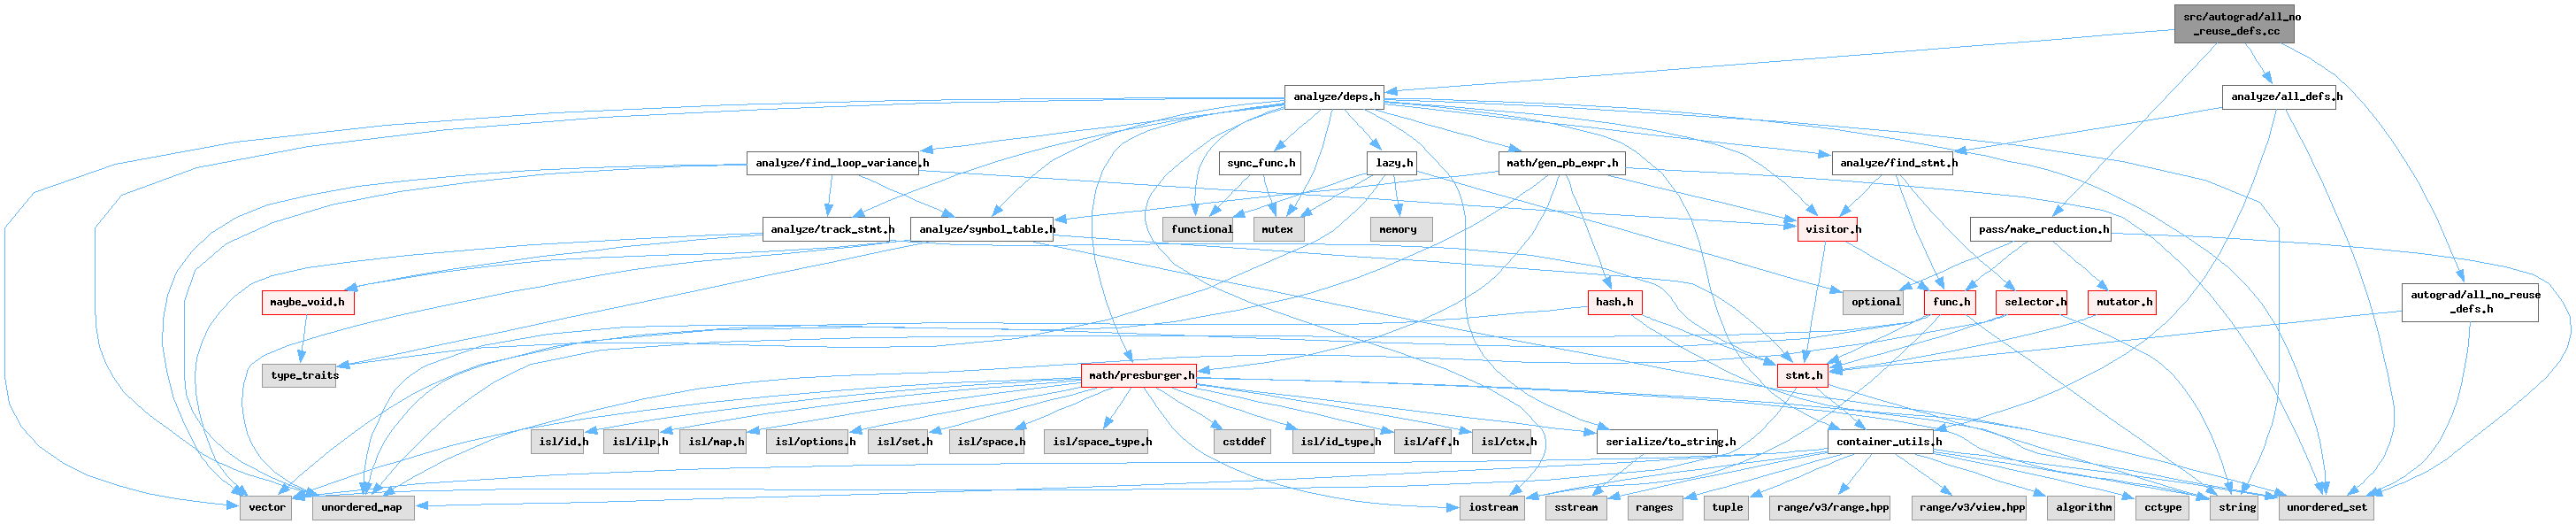 src/autograd/all_no
_reuse_defs.cc
analyze/deps.h
analyze/all_defs.h
analyze/find_loop_variance.h
sync_func.h
lazy.h
math/gen_pb_expr.h
analyze/find_stmt.h
analyze/track_stmt.h
analyze/symbol_table.h
functional
mutex
memory
visitor.h
pass/make_reduction.h
maybe_void.h
hash.h
optional
func.h
selector.h
mutator.h
autograd/all_no_reuse
_defs.h
type_traits
math/presburger.h
stmt.h
isl/id.h
isl/ilp.h
isl/map.h
isl/options.h
isl/set.h
isl/space.h
isl/space_type.h
cstddef
isl/id_type.h
isl/aff.h
isl/ctx.h
serialize/to_string.h
container_utils.h
vector
unordered_map
iostream
sstream
ranges
tuple
range/v3/range.hpp
range/v3/view.hpp
algorithm
cctype
string
unordered_set